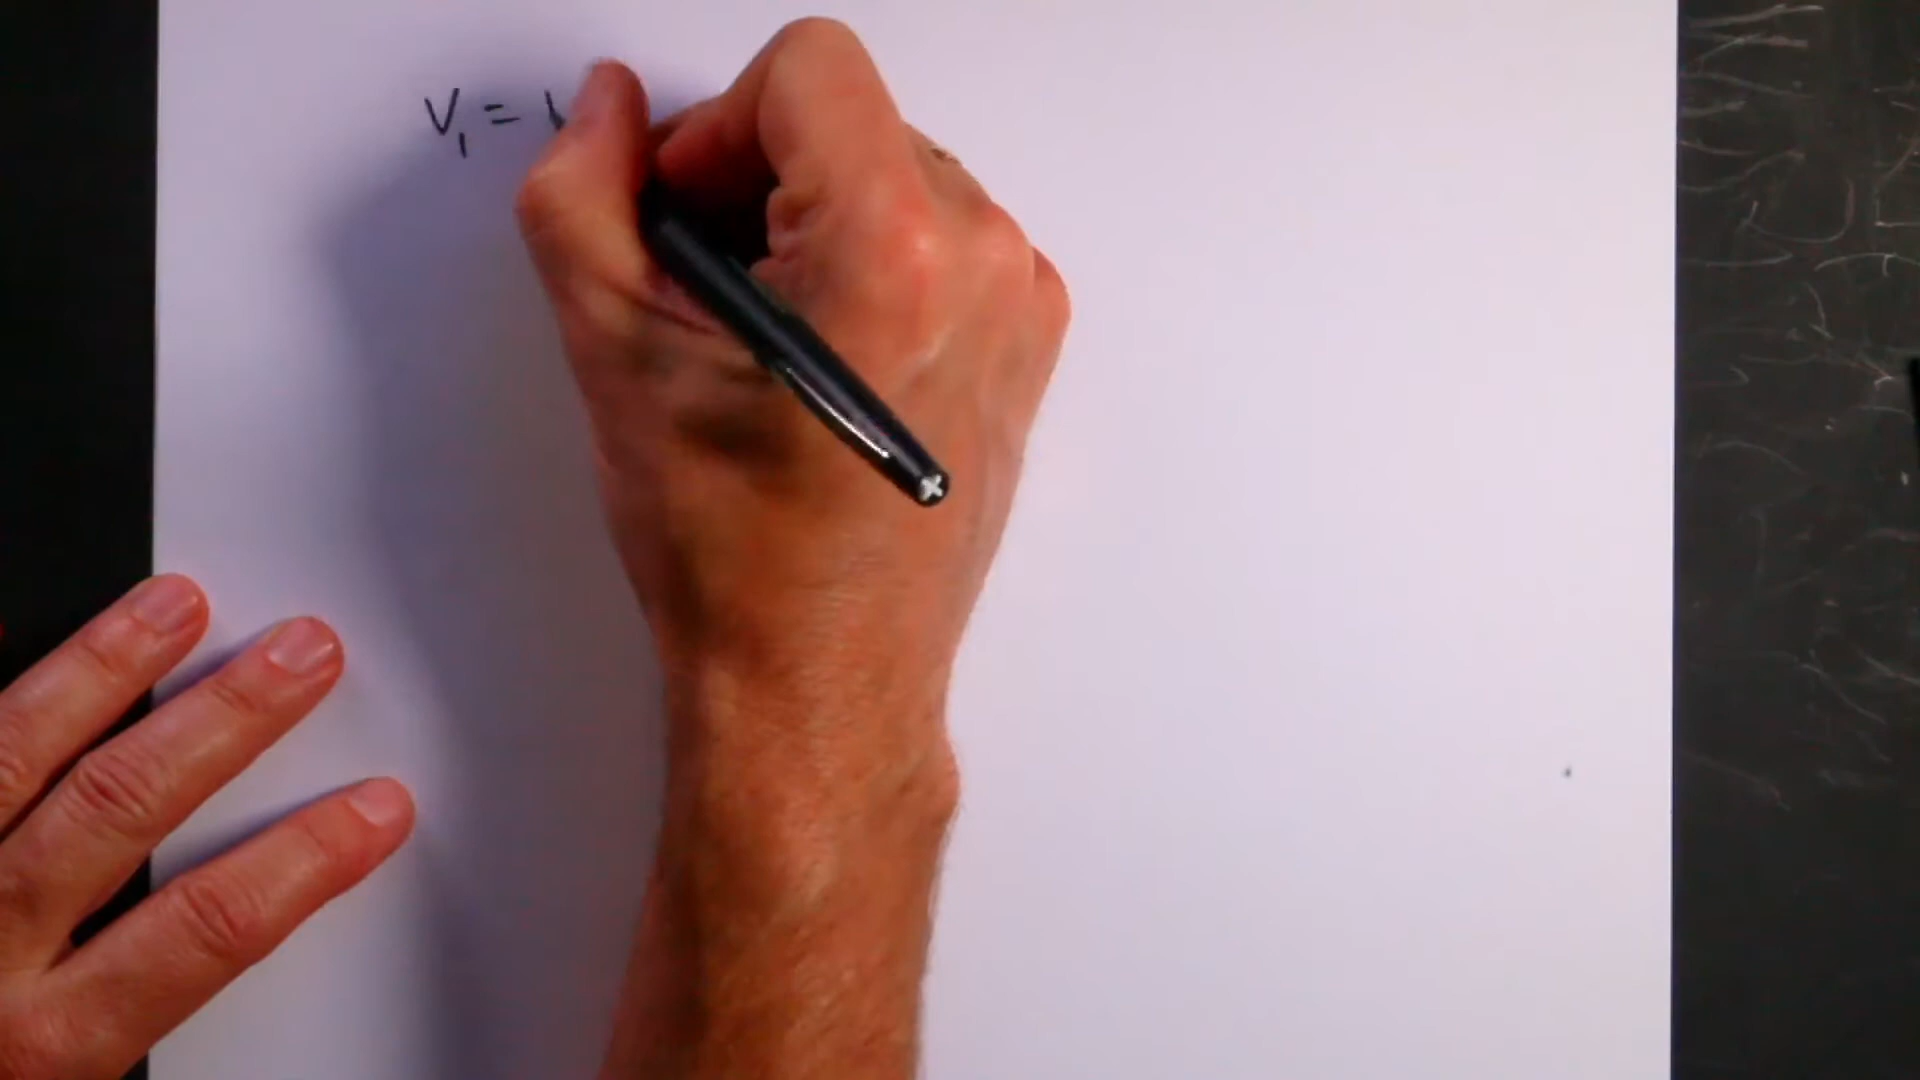 V₁ =